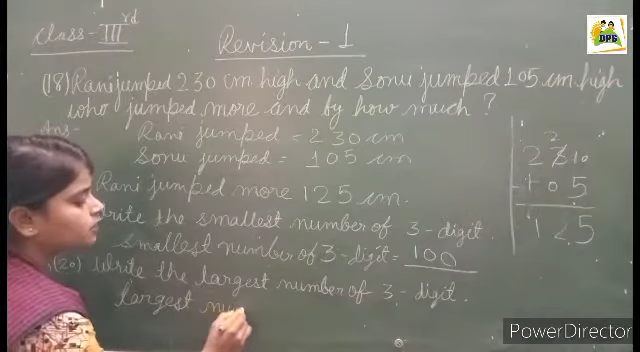 Class-IIIrd
Revision-1
DPS
(18) Rani jumped 230 cm high and Sonu jumped 105 cm high
who jumped more and by how much?
Ans-
Rani jumped = 230 cm
Sonu jumped = 105 cm
Rani jumped more 125 cm.
2
2 3 10
- 1 0 5
1 2 5
rite the smallest number of 3-digit.
Smallest number of 3-digit = 100
(20) Write the largest number of 3-digit.
largest nu
PowerDirector